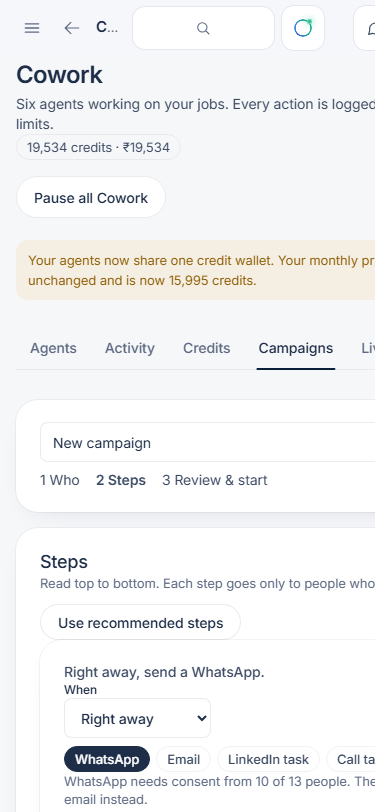 C...
Cowork
Six agents working on your jobs. Every action is logged
limits.
19,534 credits · ₹19,534
Pause all Cowork
Your agents now share one credit wallet. Your monthly pr
unchanged and is now 15,995 credits.
Agents Activity Credits Campaigns Li
New campaign
1 Who 2 Steps 3 Review & start
Steps
Read top to bottom. Each step goes only to people who
Use recommended steps
Right away, send a WhatsApp.
When
Right away
WhatsApp Email LinkedIn task Call ta
WhatsApp needs consent from 10 of 13 people. The
email instead.